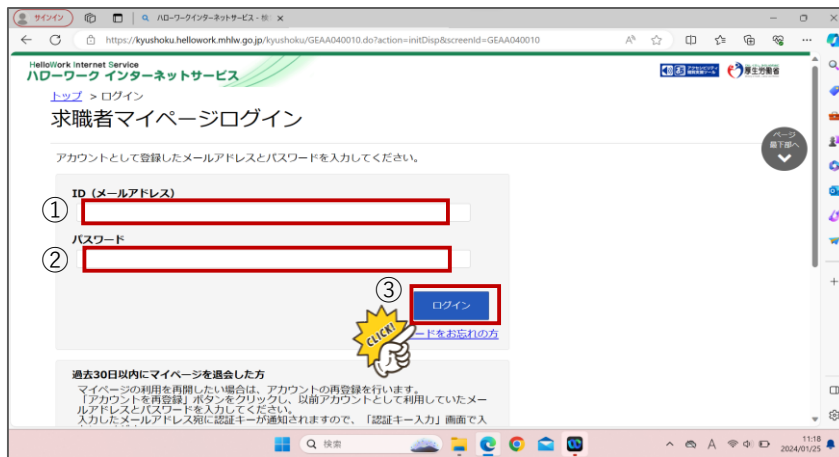 サインイン
ハローワークインターネットサービス - 検
https://kyushoku.hellowork.mhlw.go.jp/kyushoku/GEAA040010.do?action=initDisp&screenId=GEAA040010
HelloWork Internet Service
ハローワーク インターネットサービス
厚生労働省
トップ > ログイン
求職者マイページログイン
ページ
最下部へ
アカウントとして登録したメールアドレスとパスワードを入力してください。
ID（メールアドレス）
①
パスワード
②
③
ログイン
CLICK!
ードをお忘れの方
過去30日以内にマイページを退会した方
マイページの利用を再開したい場合は、アカウントの再登録を行います。
「アカウントを再登録」ボタンをクリックし、以前アカウントとして利用していたメー
ルアドレスとパスワードを入力してください。
入力したメールアドレス宛に認証キーが通知されますので、「認証キー入力」画面で入
検索
A
11:18
2024/01/25